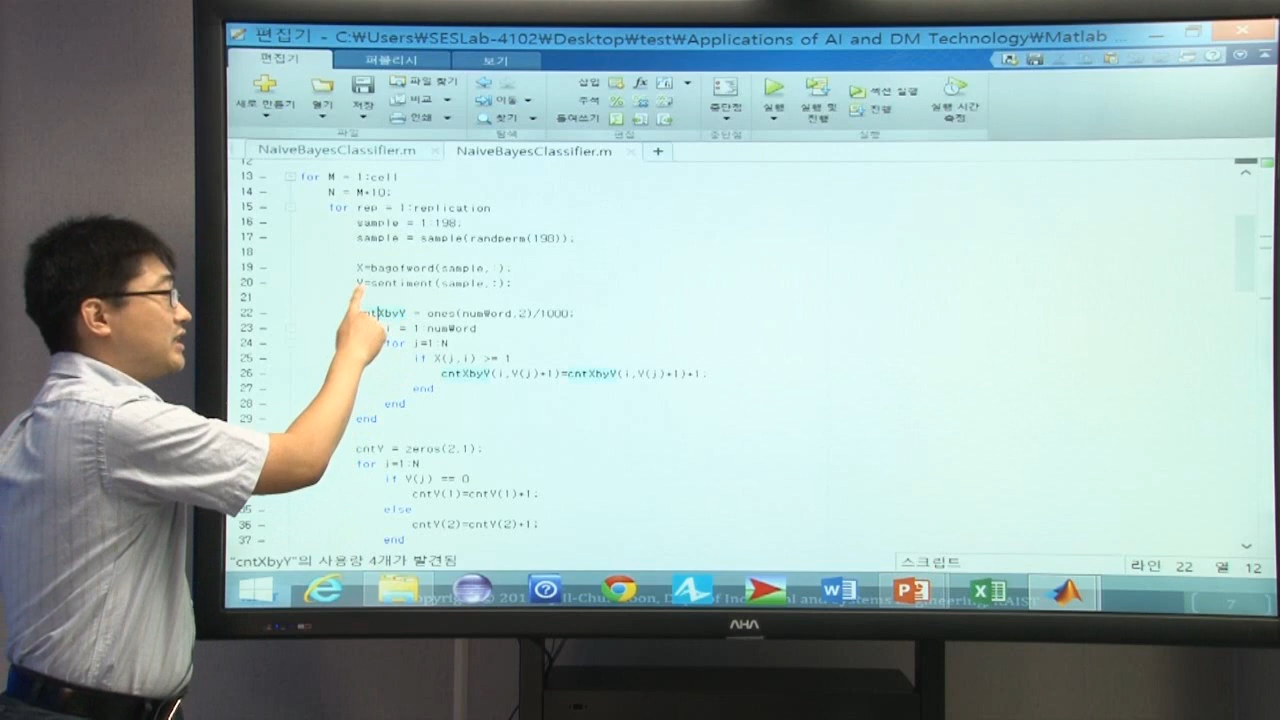 편집기 - C:₩Users₩SESLab-4102₩Desktop₩test₩Applications of AI and DM Technology₩Matlab ...
편집기 퍼블리시 보기
새로 만들기 열기 저장 파일 찾기 비교 인쇄 이동 찾기 삽입 fx 주석 들여쓰기 중단점 실행 실행 및 진행 섹션 실행 진행 실행 시간 측정
파일 탐색 편집 중단점 실행
NaiveBayesClassifier.m × NaiveBayesClassifier.m × +
12
13 – for M = 1:cell
14 – N = M*10;
15 – for rep = 1:replication
16 – sample = 1:198;
17 – sample = sample(randperm(198));
18
19 – X=bagofword(sample,:);
20 – Y=sentiment(sample,:);
21
22 – cntXbyY = ones(numWord,2)/1000;
23 – i = 1:numWord
24 – for j=1:N
25 – if X(j,i) >= 1
26 – cntXbyY(i,Y(j)+1)=cntXbyY(i,Y(j)+1)+1;
27 – end
28 – end
29 – end
cntY = zeros(2,1);
for j=1:N
if Y(j) == 0
cntY(1)=cntY(1)+1;
35 – else
36 – cntY(2)=cntY(2)+1;
37 – end
"cntXbyY"의 사용량 4개가 발견됨 스크립트 라인 22 열 12
7
AHA